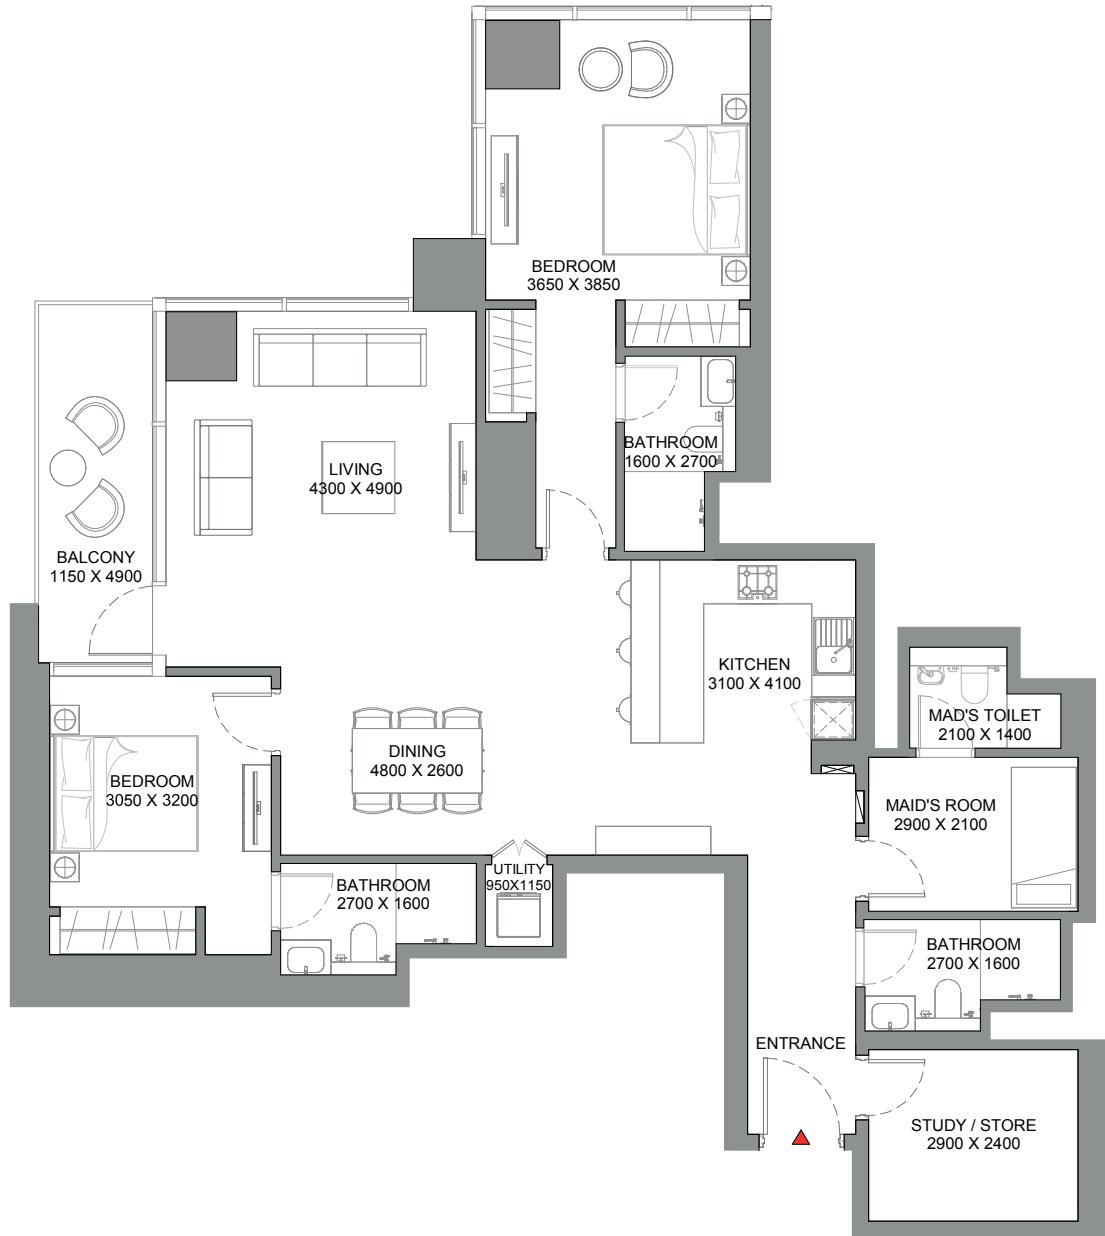 BEDROOM
3650 X 3850
BATHROOM
1600 X 2700
LIVING
4300 X 4900
BALCONY
1150 X 4900
KITCHEN
3100 X 4100
MAD'S TOILET
2100 X 1400
DINING
4800 X 2600
BEDROOM
3050 X 3200
MAID'S ROOM
2900 X 2100
UTILITY
950X1150
BATHROOM
2700 X 1600
BATHROOM
2700 X 1600
ENTRANCE
STUDY / STORE
2900 X 2400